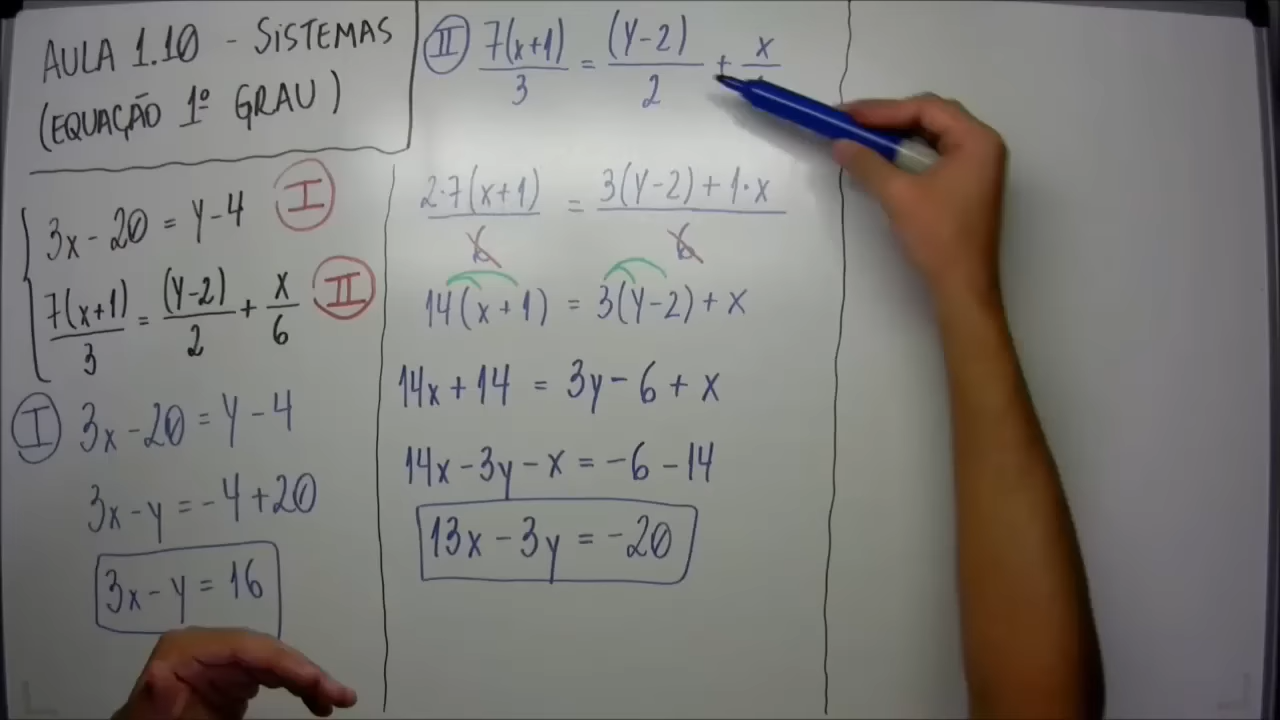 AULA 1.10 - SISTEMAS
(EQUAÇÃO 1º GRAU)
3x - 20 = y - 4 I
7(x+1)/3 = (y-2)/2 + x/6 II
I 3x - 20 = y - 4
3x - y = -4 + 20
3x - y = 16
II 7(x+1)/3 = (y-2)/2 + x/
2·7(x+1)/6 = 3(y-2) + 1·x/6
14(x+1) = 3(y-2) + x
14x + 14 = 3y - 6 + x
14x - 3y - x = -6 - 14
13x - 3y = -20